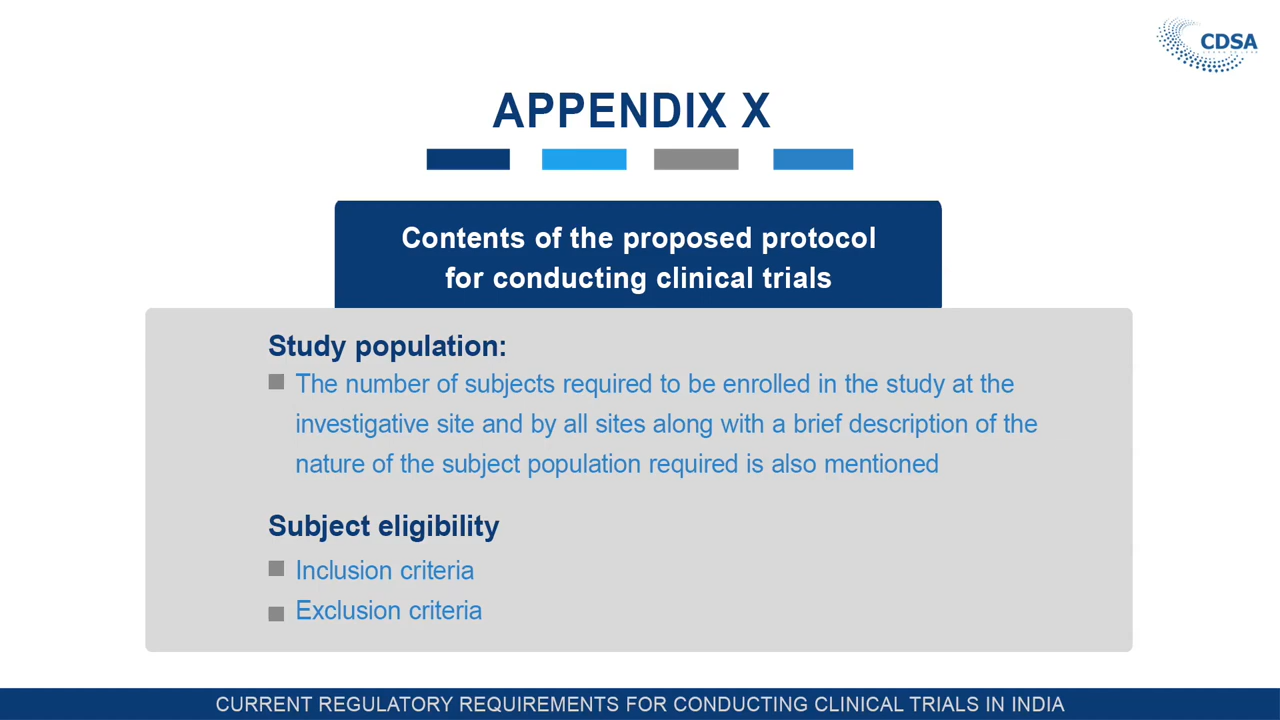 CDSA
APPENDIX X
Contents of the proposed protocol
for conducting clinical trials
Study population:
The number of subjects required to be enrolled in the study at the
investigative site and by all sites along with a brief description of the
nature of the subject population required is also mentioned
Subject eligibility
Inclusion criteria
Exclusion criteria
CURRENT REGULATORY REQUIREMENTS FOR CONDUCTING CLINICAL TRIALS IN INDIA